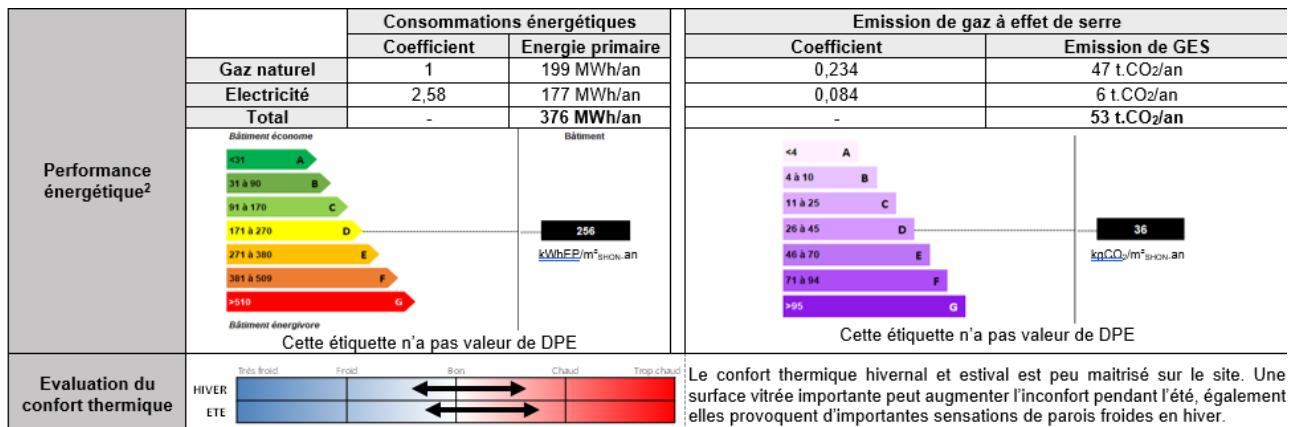 Consommations énergétiques
Emission de gaz à effet de serre
Coefficient
Energie primaire
Coefficient
Emission de GES
Gaz naturel
1
199 MWh/an
0,234
47 t.CO2/an
Electricité
2,58
177 MWh/an
0,084
6 t.CO2/an
Total
-
376 MWh/an
-
53 t.CO2/an
Performance
énergétique2
Bâtiment économe
Bâtiment
<31 A
31 à 90 B
91 à 170 C
171 à 270 D
256
271 à 380 E
kWhEP/m²SHON.an
381 à 509 F
>510 G
Bâtiment énergivore
Cette étiquette n'a pas valeur de DPE
<4 A
4 à 10 B
11 à 25 C
26 à 45 D
36
46 à 70 E
kgCO2/m²SHON.an
71 à 94 F
>95 G
Cette étiquette n'a pas valeur de DPE
Evaluation du
confort thermique
Très froid
Froid
Bon
Chaud
Trop chaud
HIVER
ETE
Le confort thermique hivernal et estival est peu maitrisé sur le site. Une
surface vitrée importante peut augmenter l'inconfort pendant l'été, également
elles provoquent d'importantes sensations de parois froides en hiver.